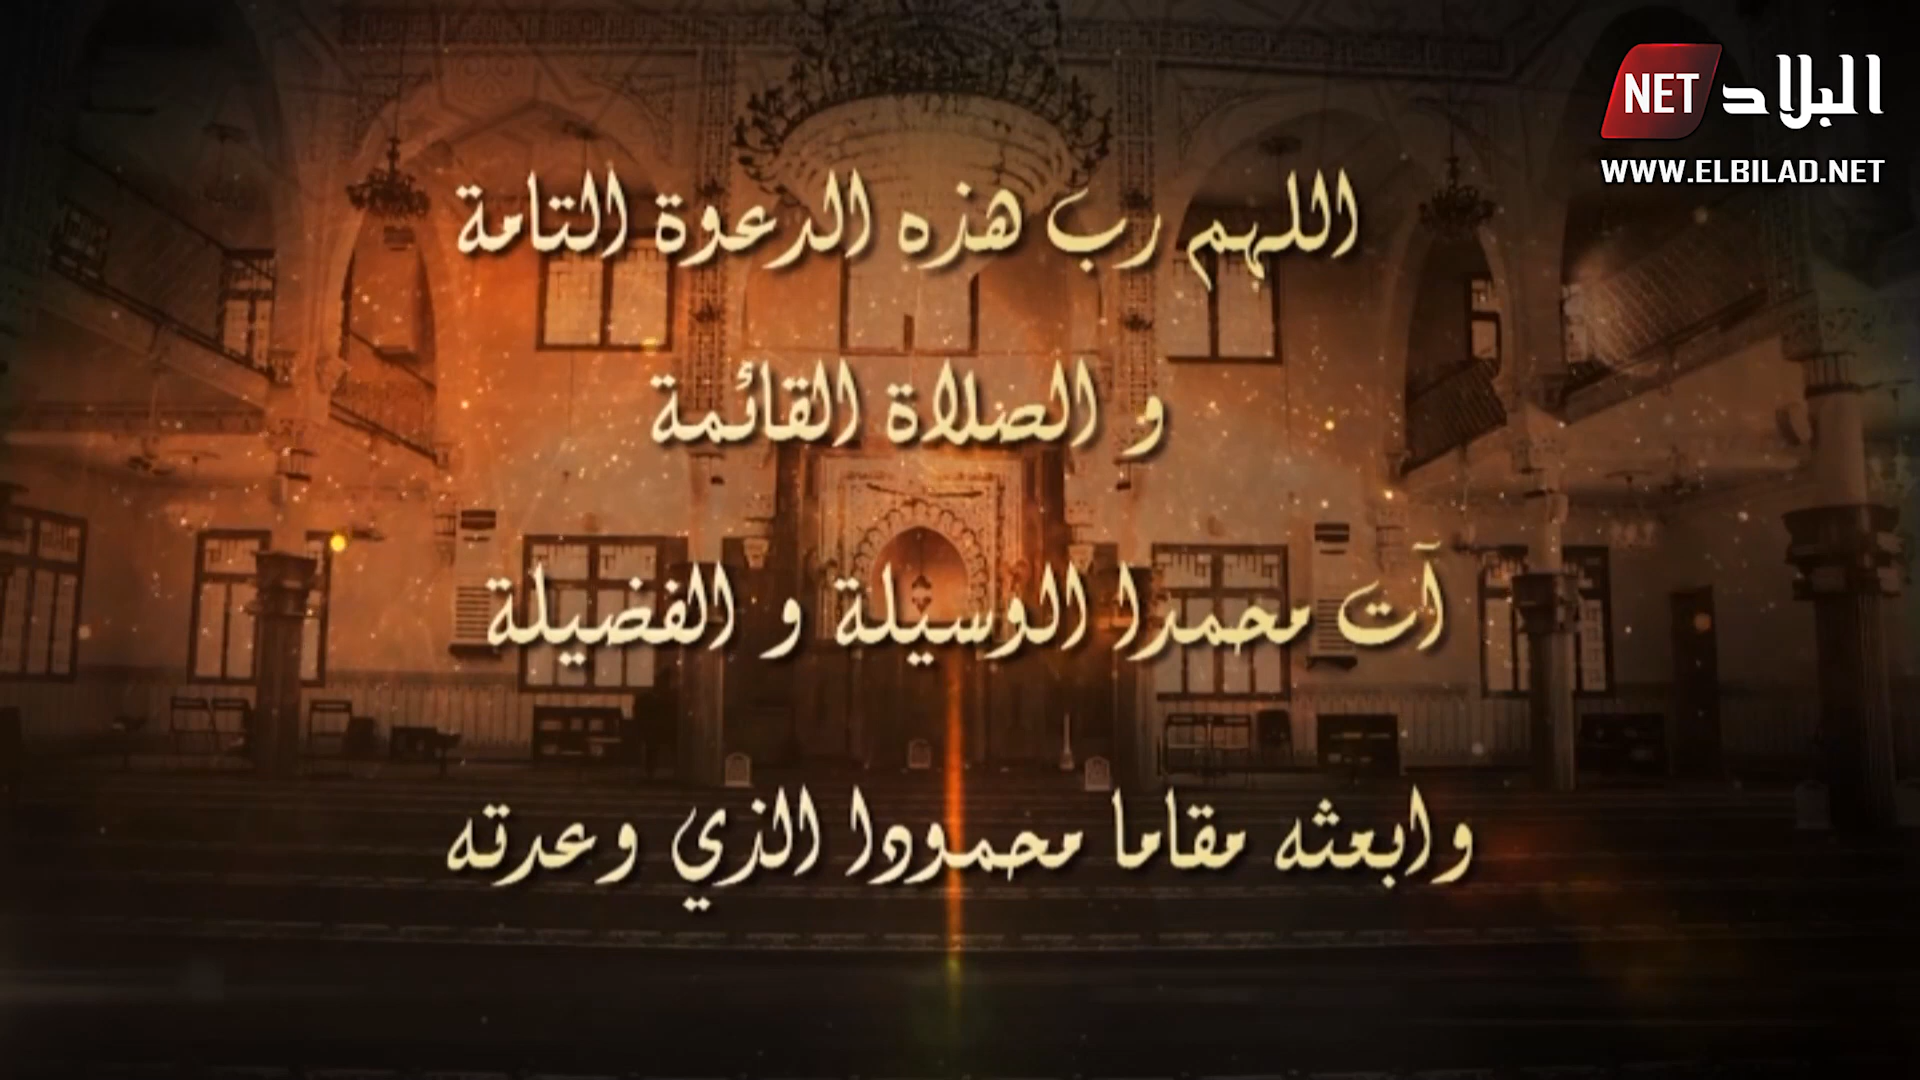 البلاد NET
WWW.ELBILAD.NET
اللهم رب هذه الدعوة التامة
و الصلاة القائمة
آت محمدا الوسيلة و الفضيلة
وابعثه مقاما محمودا الذي وعدته